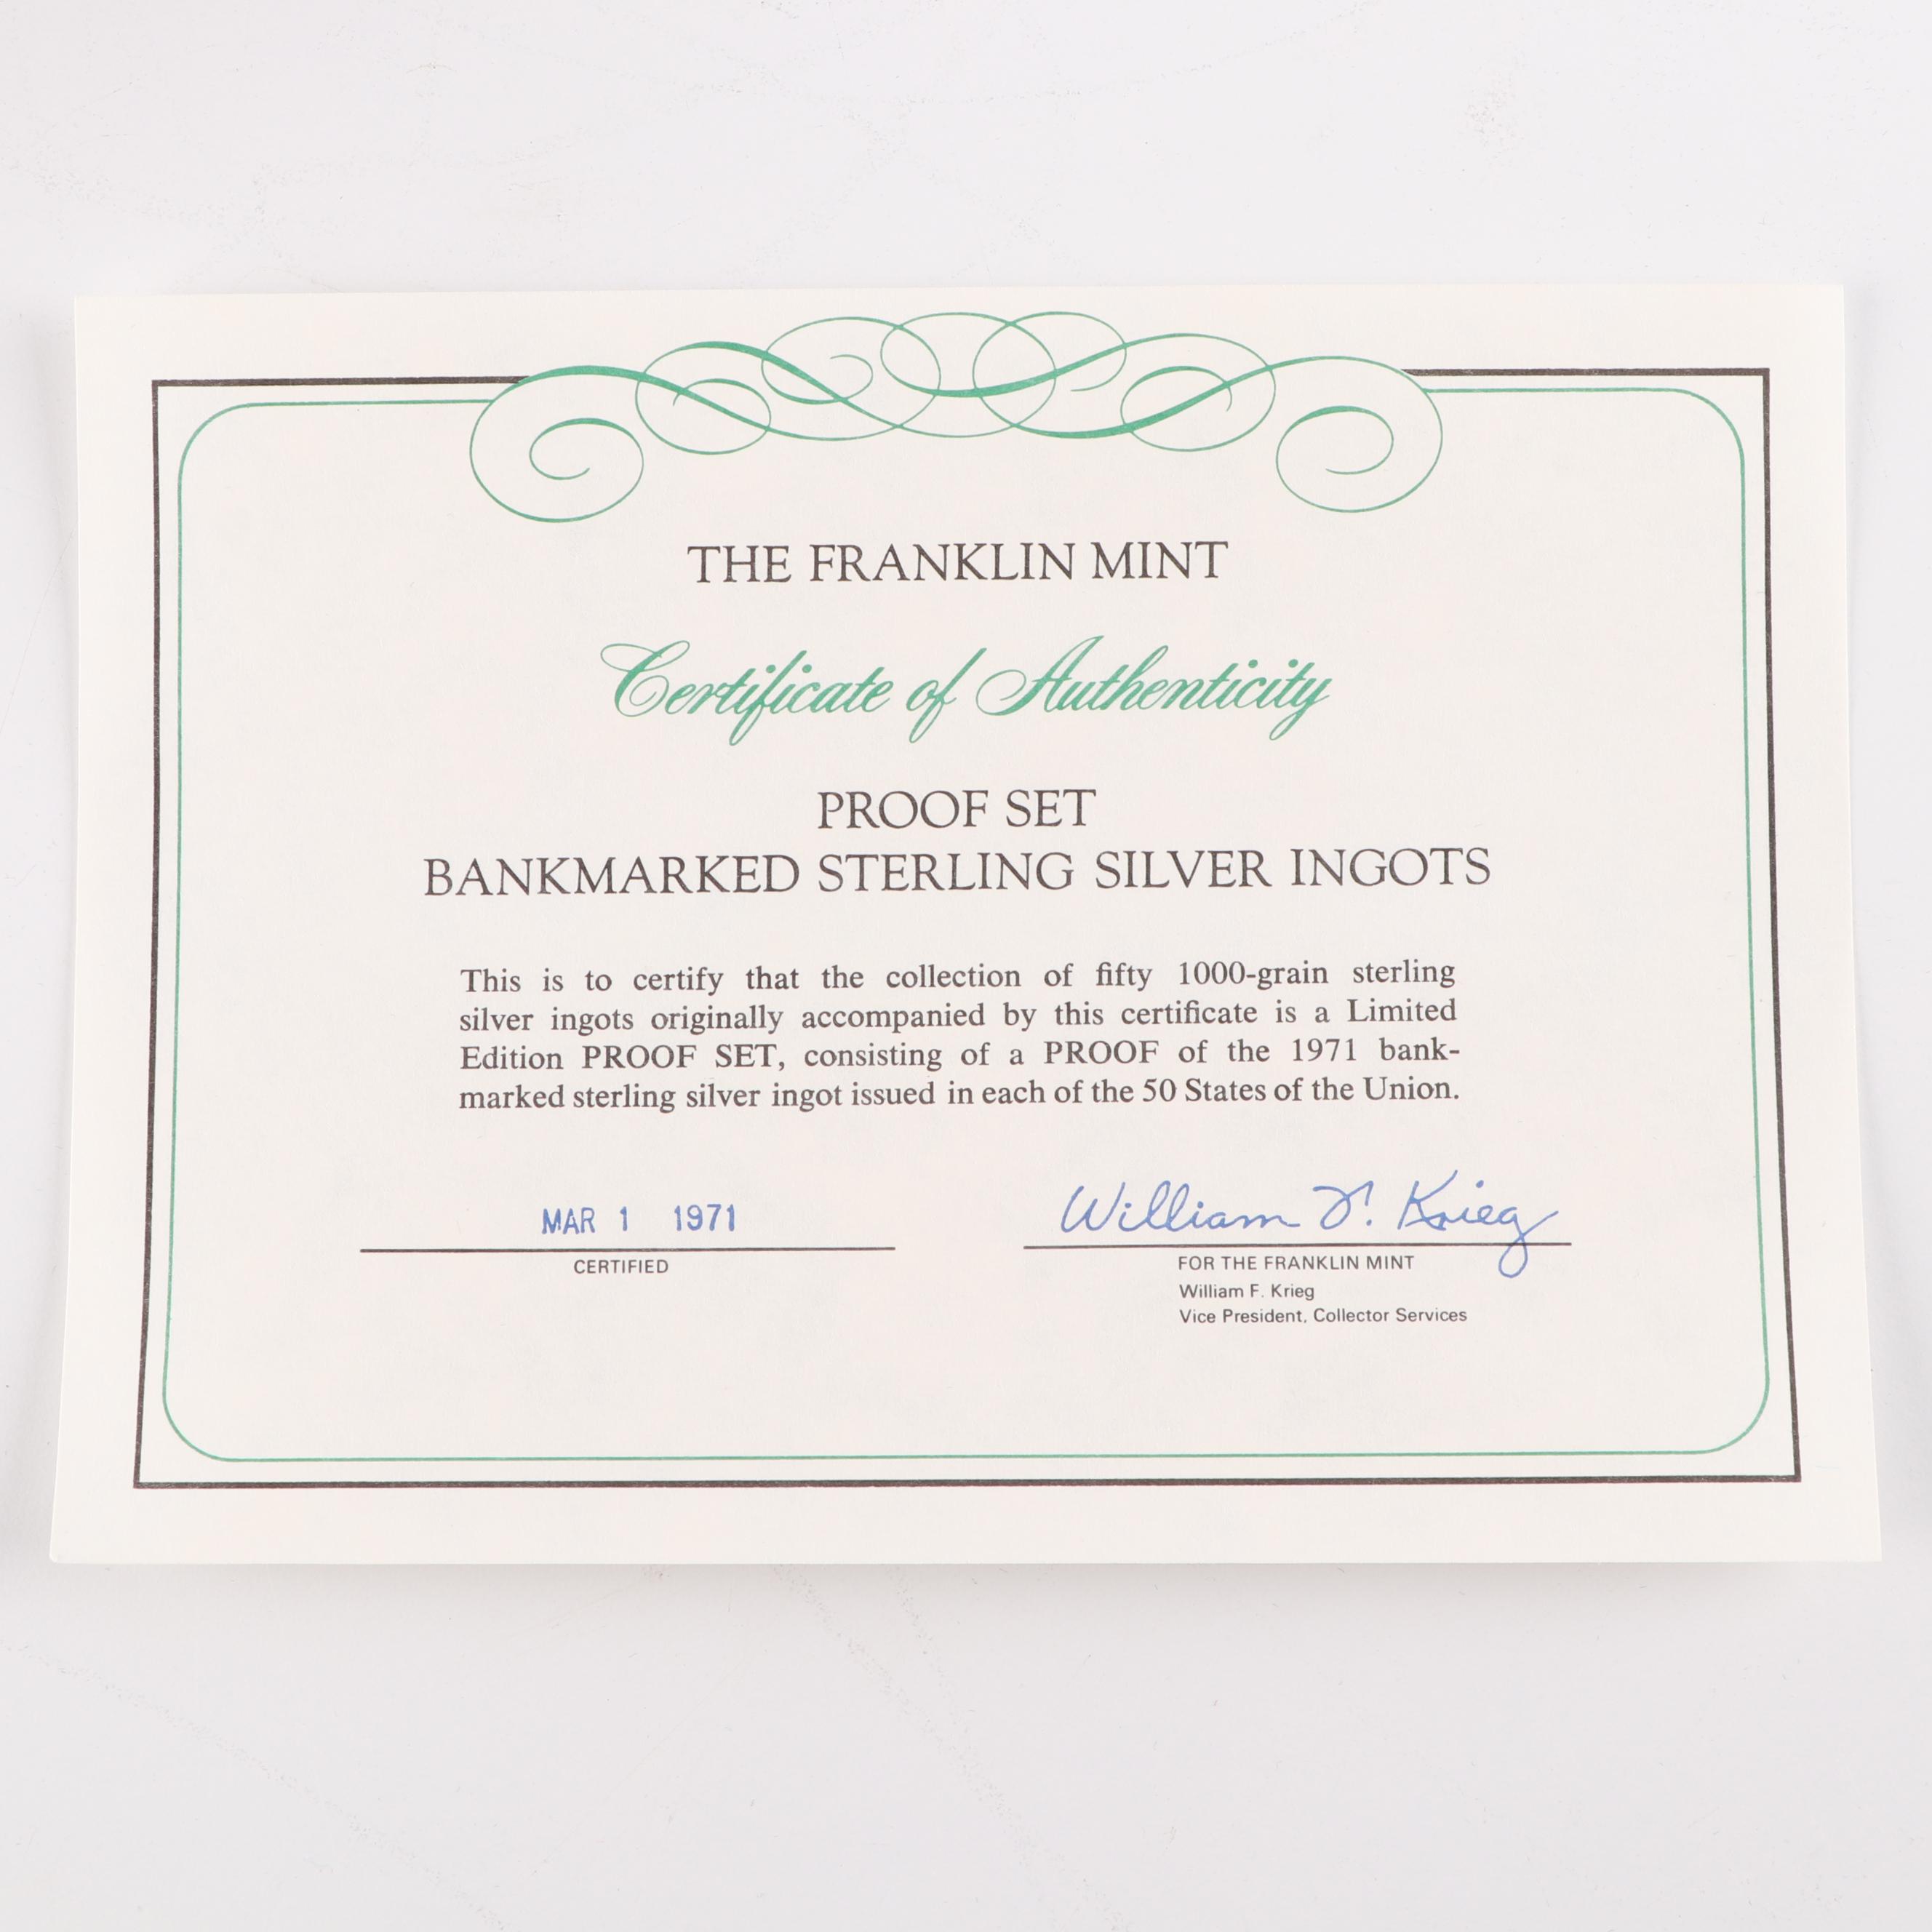 THE FRANKLIN MINT
Certificate of Authenticity
PROOF SET
BANKMARKED STERLING SILVER INGOTS
This is to certify that the collection of fifty 1000-grain sterling
silver ingots originally accompanied by this certificate is a Limited
Edition PROOF SET, consisting of a PROOF of the 1971 bank-
marked sterling silver ingot issued in each of the 50 States of the Union.
MAR 1 1971
CERTIFIED
William F. Krieg
FOR THE FRANKLIN MINT
William F. Krieg
Vice President, Collector Services